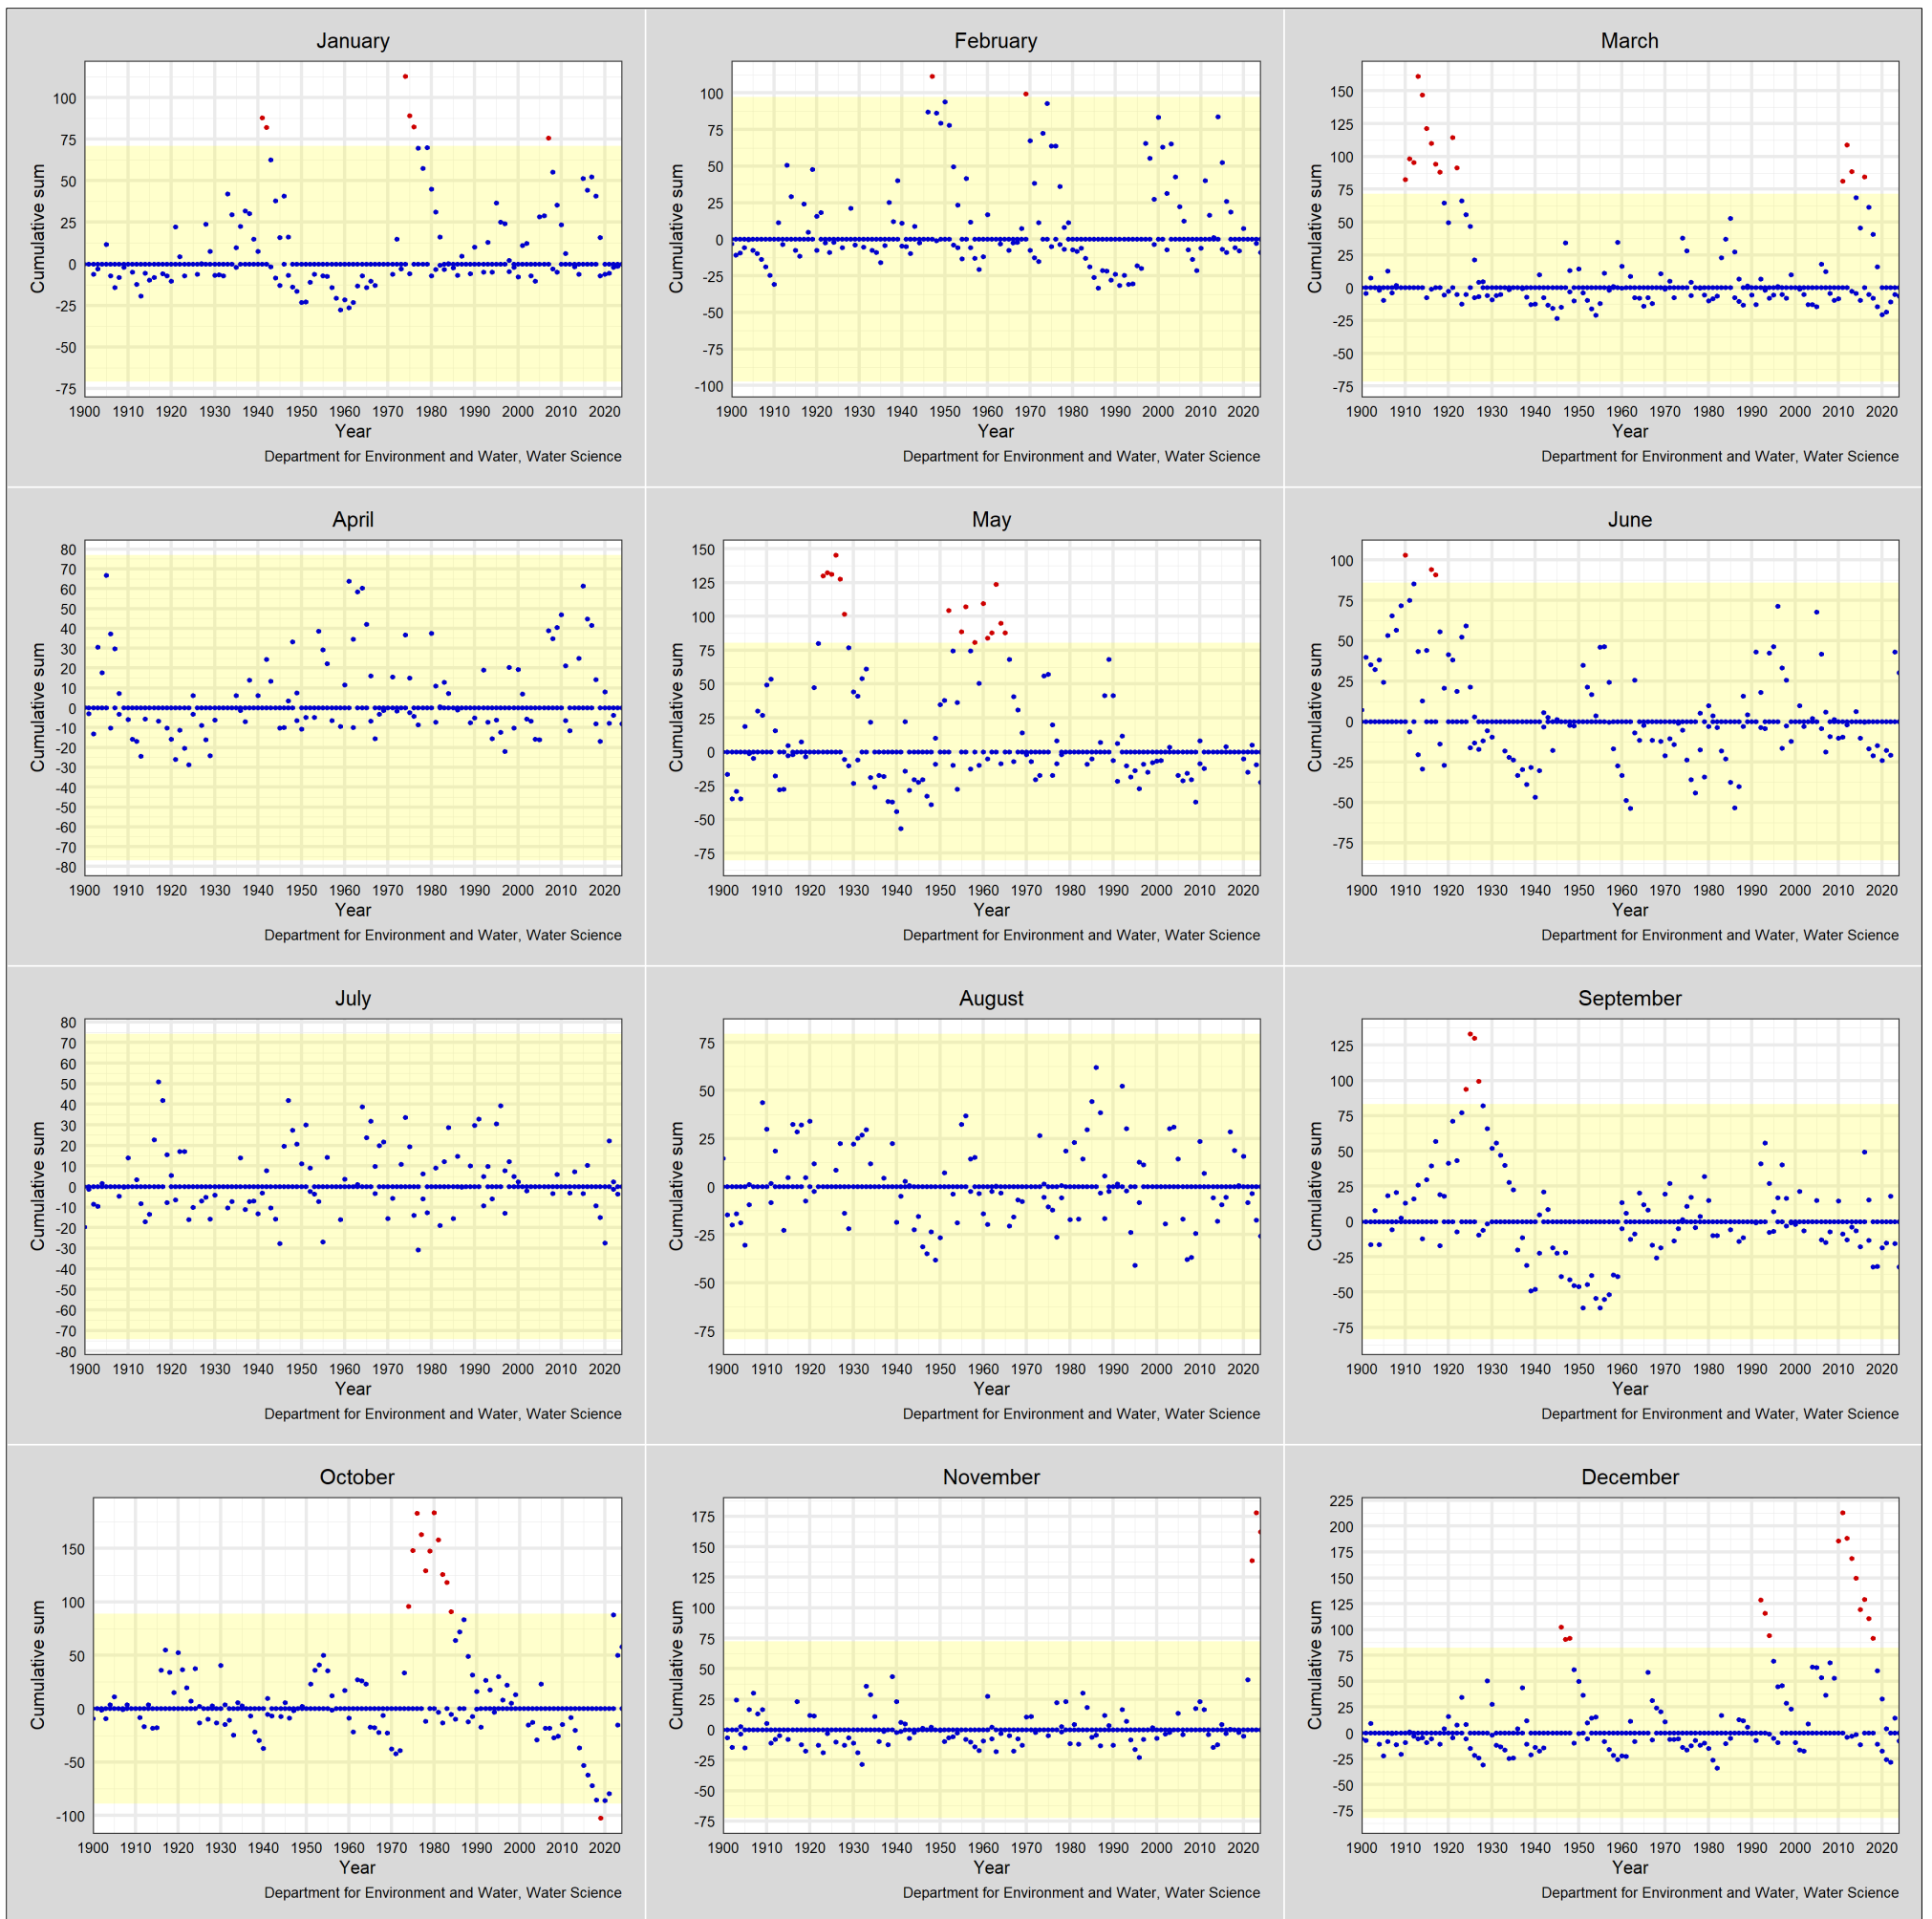 January
Cumulative sum
100
75
50
25
0
-25
-50
-75
1900 1910 1920 1930 1940 1950 1960 1970 1980 1990 2000 2010 2020
Year
Department for Environment and Water, Water Science
February
Cumulative sum
100
75
50
25
0
-25
-50
-75
-100
1900 1910 1920 1930 1940 1950 1960 1970 1980 1990 2000 2010 2020
Year
Department for Environment and Water, Water Science
March
Cumulative sum
150
125
100
75
50
25
0
-25
-50
-75
1900 1910 1920 1930 1940 1950 1960 1970 1980 1990 2000 2010 2020
Year
Department for Environment and Water, Water Science
April
Cumulative sum
80
70
60
50
40
30
20
10
0
-10
-20
-30
-40
-50
-60
-70
-80
1900 1910 1920 1930 1940 1950 1960 1970 1980 1990 2000 2010 2020
Year
Department for Environment and Water, Water Science
May
Cumulative sum
150
125
100
75
50
25
0
-25
-50
-75
1900 1910 1920 1930 1940 1950 1960 1970 1980 1990 2000 2010 2020
Year
Department for Environment and Water, Water Science
June
Cumulative sum
100
75
50
25
0
-25
-50
-75
1900 1910 1920 1930 1940 1950 1960 1970 1980 1990 2000 2010 2020
Year
Department for Environment and Water, Water Science
July
Cumulative sum
80
70
60
50
40
30
20
10
0
-10
-20
-30
-40
-50
-60
-70
-80
1900 1910 1920 1930 1940 1950 1960 1970 1980 1990 2000 2010 2020
Year
Department for Environment and Water, Water Science
August
Cumulative sum
75
50
25
0
-25
-50
-75
1900 1910 1920 1930 1940 1950 1960 1970 1980 1990 2000 2010 2020
Year
Department for Environment and Water, Water Science
September
Cumulative sum
125
100
75
50
25
0
-25
-50
-75
1900 1910 1920 1930 1940 1950 1960 1970 1980 1990 2000 2010 2020
Year
Department for Environment and Water, Water Science
October
Cumulative sum
150
100
50
0
-50
-100
1900 1910 1920 1930 1940 1950 1960 1970 1980 1990 2000 2010 2020
Year
Department for Environment and Water, Water Science
November
Cumulative sum
175
150
125
100
75
50
25
0
-25
-50
-75
1900 1910 1920 1930 1940 1950 1960 1970 1980 1990 2000 2010 2020
Year
Department for Environment and Water, Water Science
December
Cumulative sum
225
200
175
150
125
100
75
50
25
0
-25
-50
-75
1900 1910 1920 1930 1940 1950 1960 1970 1980 1990 2000 2010 2020
Year
Department for Environment and Water, Water Science